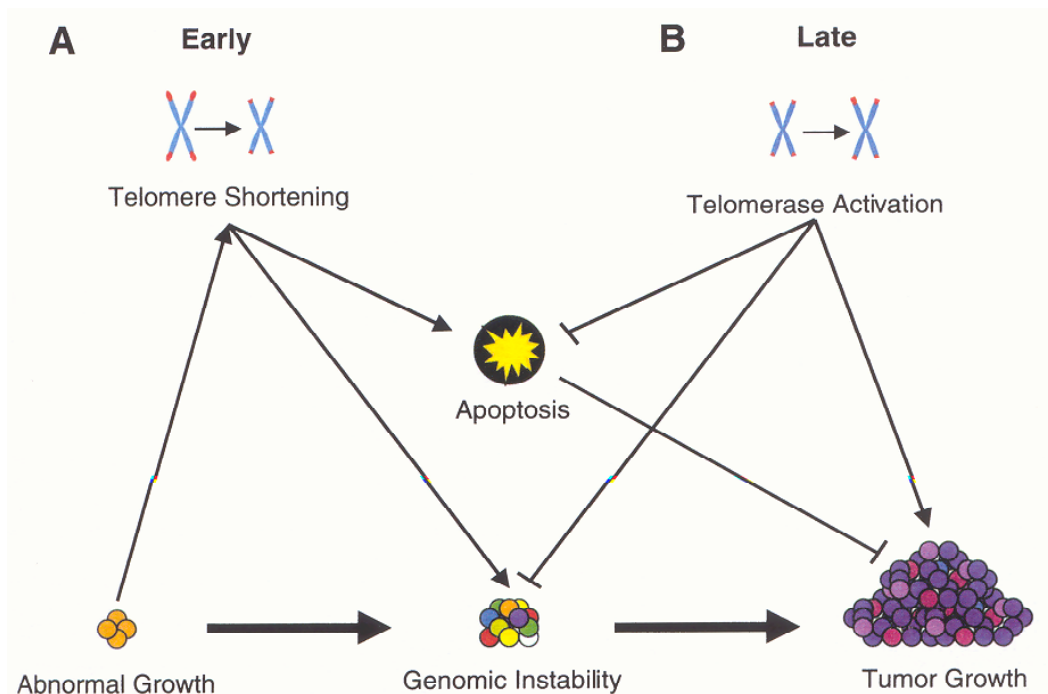 A Early
B Late
Telomere Shortening
Telomerase Activation
Apoptosis
Abnormal Growth
Genomic Instability
Tumor Growth